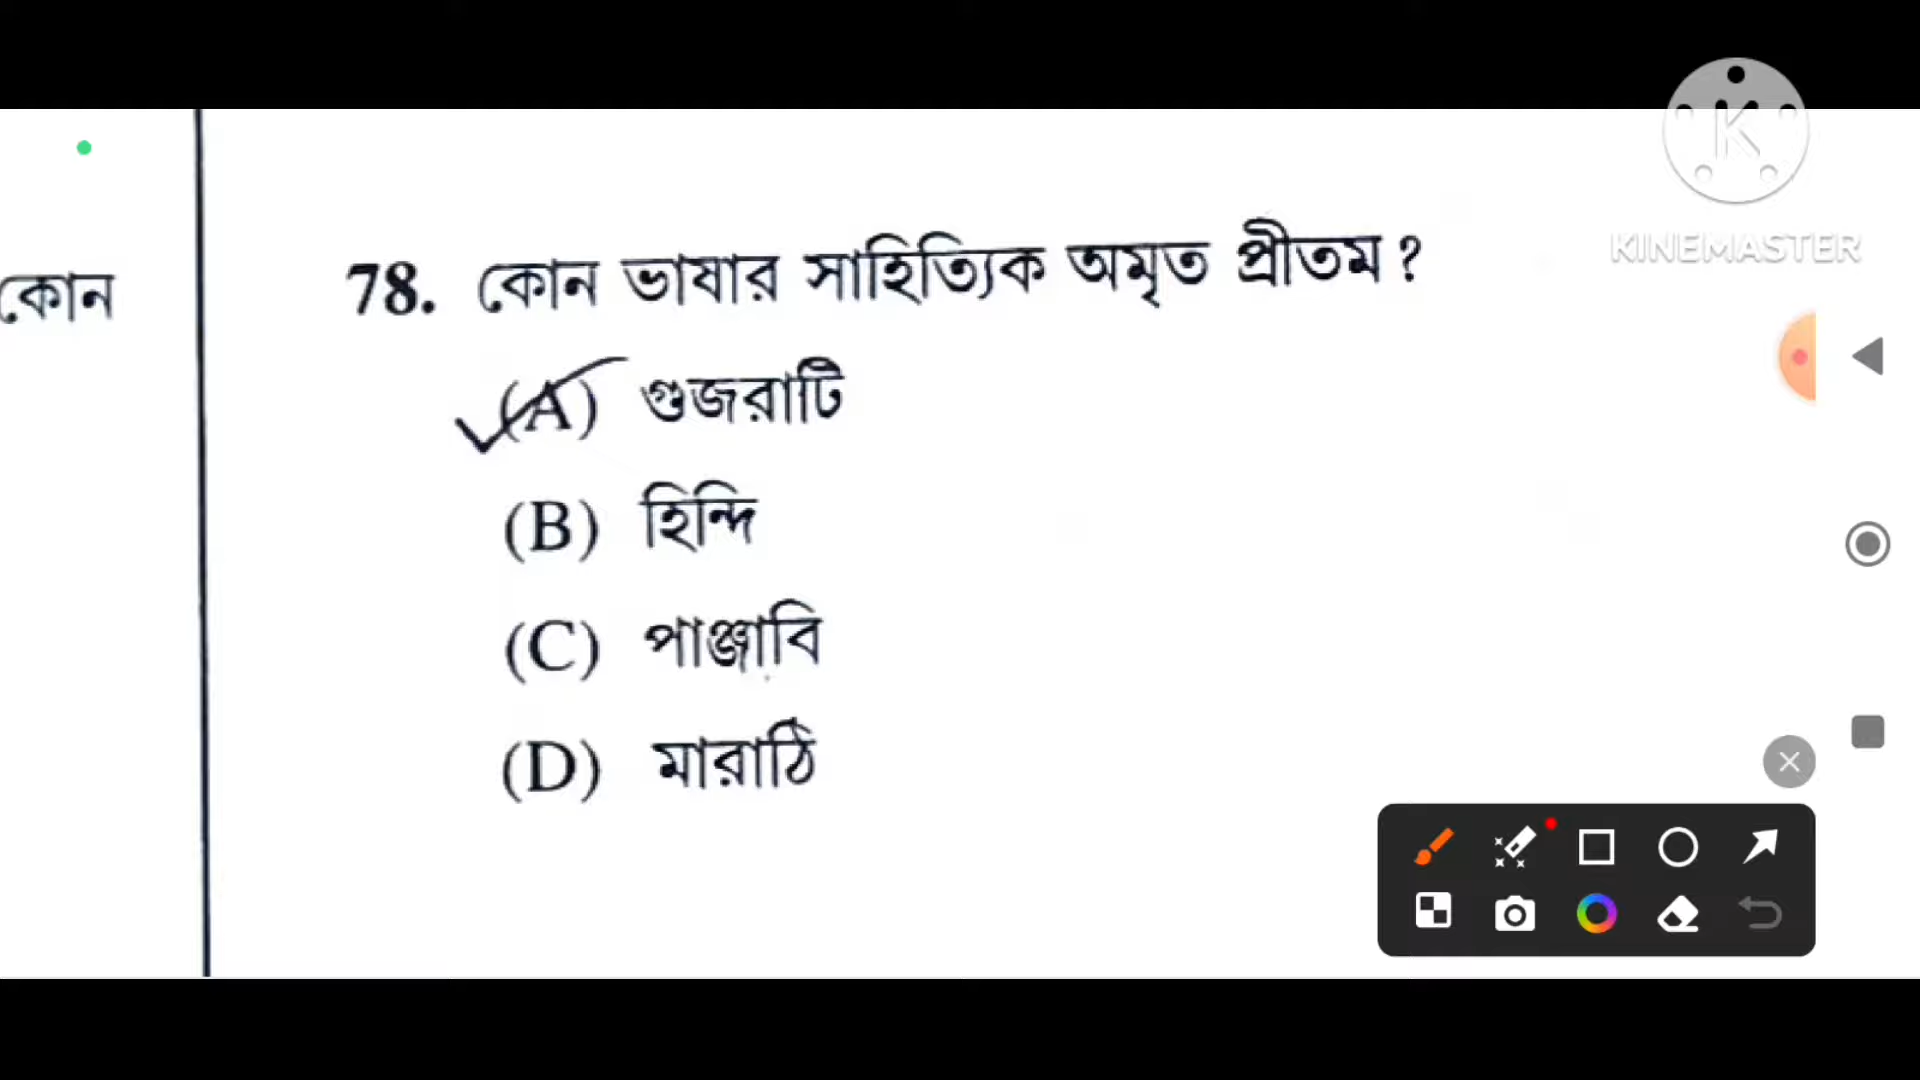 কোন
78. কোন ভাষার সাহিত্যিক অমৃত প্রীতম ?
(A) গুজরাটি
(B) হিন্দি
(C) পাঞ্জাবি
(D) মারাঠি
K
KINEMASTER